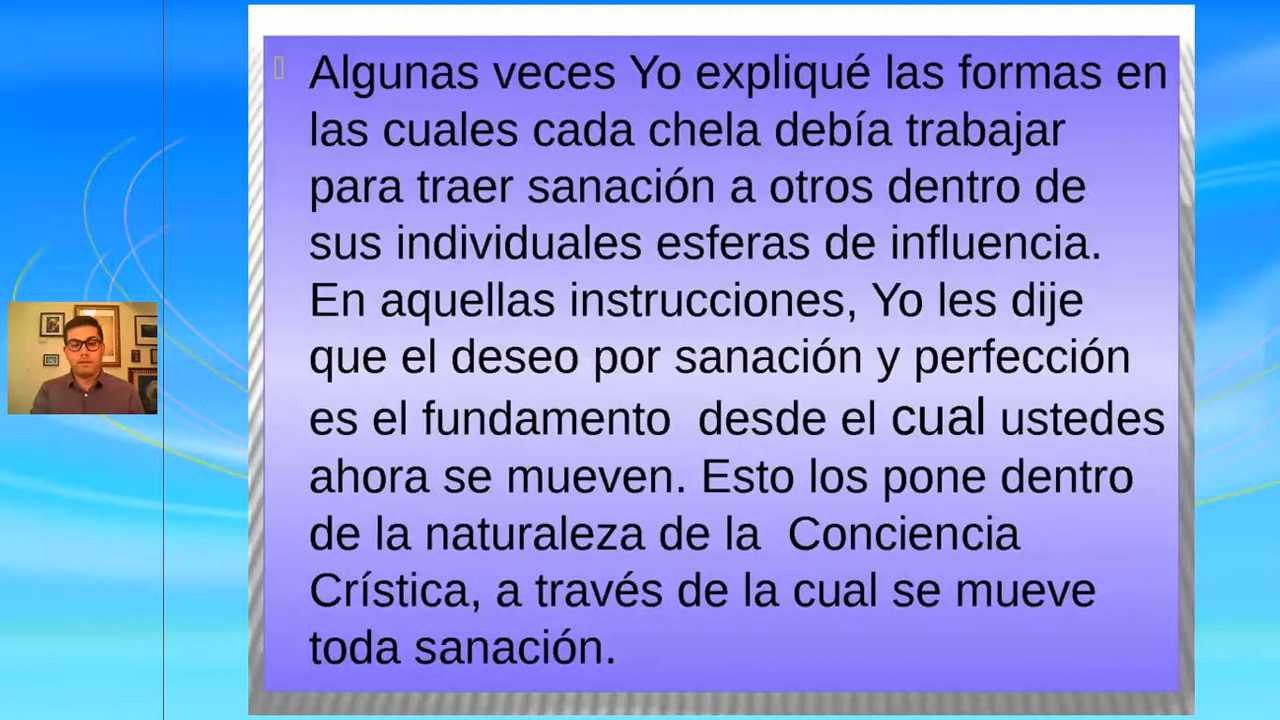 Algunas veces Yo expliqué las formas en
las cuales cada chela debía trabajar
para traer sanación a otros dentro de
sus individuales esferas de influencia.
En aquellas instrucciones, Yo les dije
que el deseo por sanación y perfección
es el fundamento  desde el cual ustedes
ahora se mueven. Esto los pone dentro
de la naturaleza de la  Conciencia
Crística, a través de la cual se mueve
toda sanación.